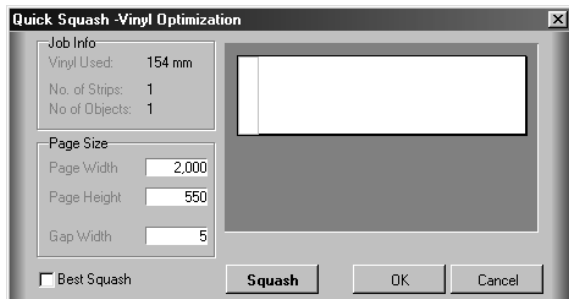 Quick Squash -Vinyl Optimization
Job Info
Vinyl Used: 154 mm
No. of Strips: 1
No of Objects: 1
Page Size
Page Width 2,000
Page Height 550
Gap Width 5
Best Squash
Squash OK Cancel